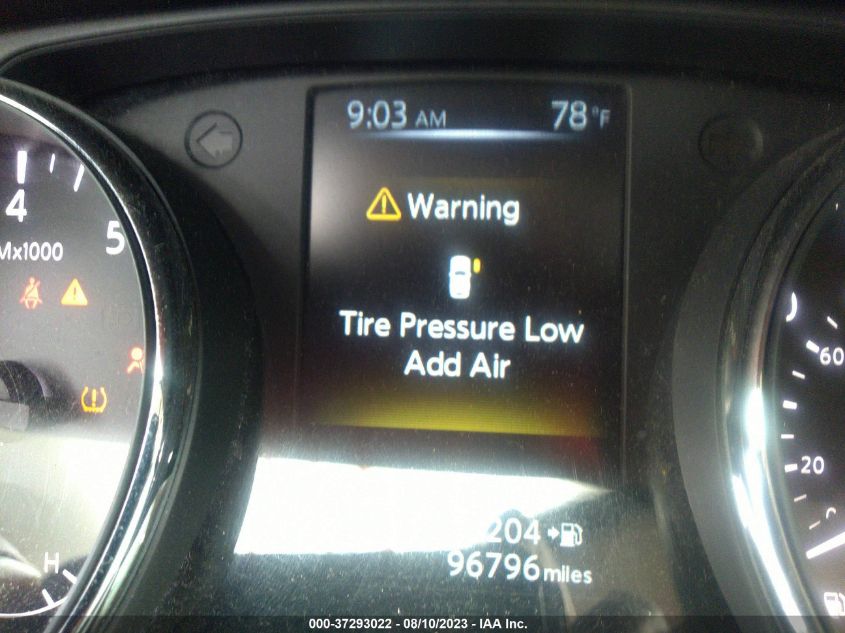 9:03 AM 78°F
Warning
Tire Pressure Low
Add Air
4
5
Mx1000
H
60
20
204
96796 miles
000-37293022 - 08/10/2023 - IAA Inc.